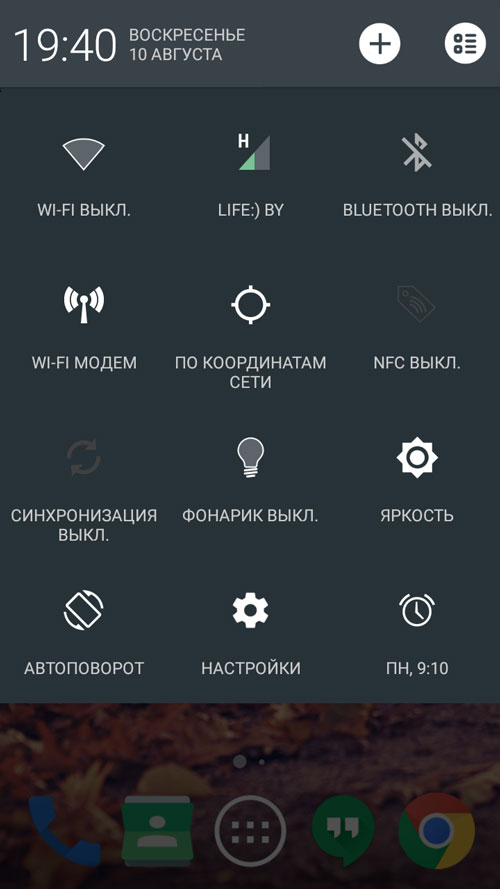 19:40
ВОСКРЕСЕНЬЕ
10 АВГУСТА
WI-FI ВЫКЛ.
H
LIFE:) BY
BLUETOOTH ВЫКЛ.
WI-FI МОДЕМ
ПО КООРДИНАТАМ
СЕТИ
NFC ВЫКЛ.
СИНХРОНИЗАЦИЯ
ВЫКЛ.
ФОНАРИК ВЫКЛ.
ЯРКОСТЬ
АВТОПОВОРОТ
НАСТРОЙКИ
ПН, 9:10